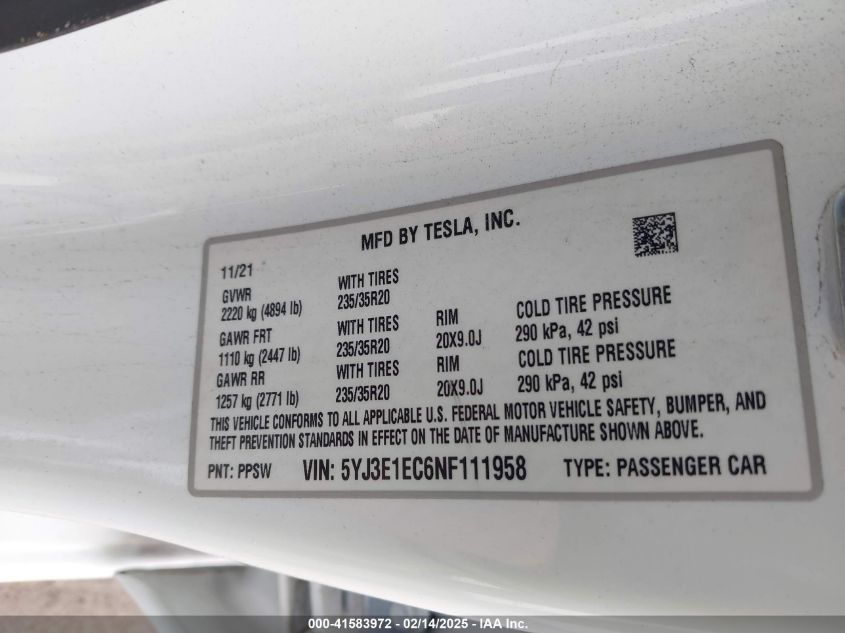 MFD BY TESLA, INC.
11/21
GVWR WITH TIRES
2220 kg (4894 lb) 235/35R20
GAWR FRT WITH TIRES RIM COLD TIRE PRESSURE
1110 kg (2447 lb) 235/35R20 20X9.0J 290 kPa, 42 psi
GAWR RR WITH TIRES RIM COLD TIRE PRESSURE
1257 kg (2771 lb) 235/35R20 20X9.0J 290 kPa, 42 psi
THIS VEHICLE CONFORMS TO ALL APPLICABLE U.S. FEDERAL MOTOR VEHICLE SAFETY, BUMPER, AND
THEFT PREVENTION STANDARDS IN EFFECT ON THE DATE OF MANUFACTURE SHOWN ABOVE.
PNT: PPSW VIN: 5YJ3E1EC6NF111958 TYPE: PASSENGER CAR
000-41583972 - 02/14/2025 - IAA Inc.